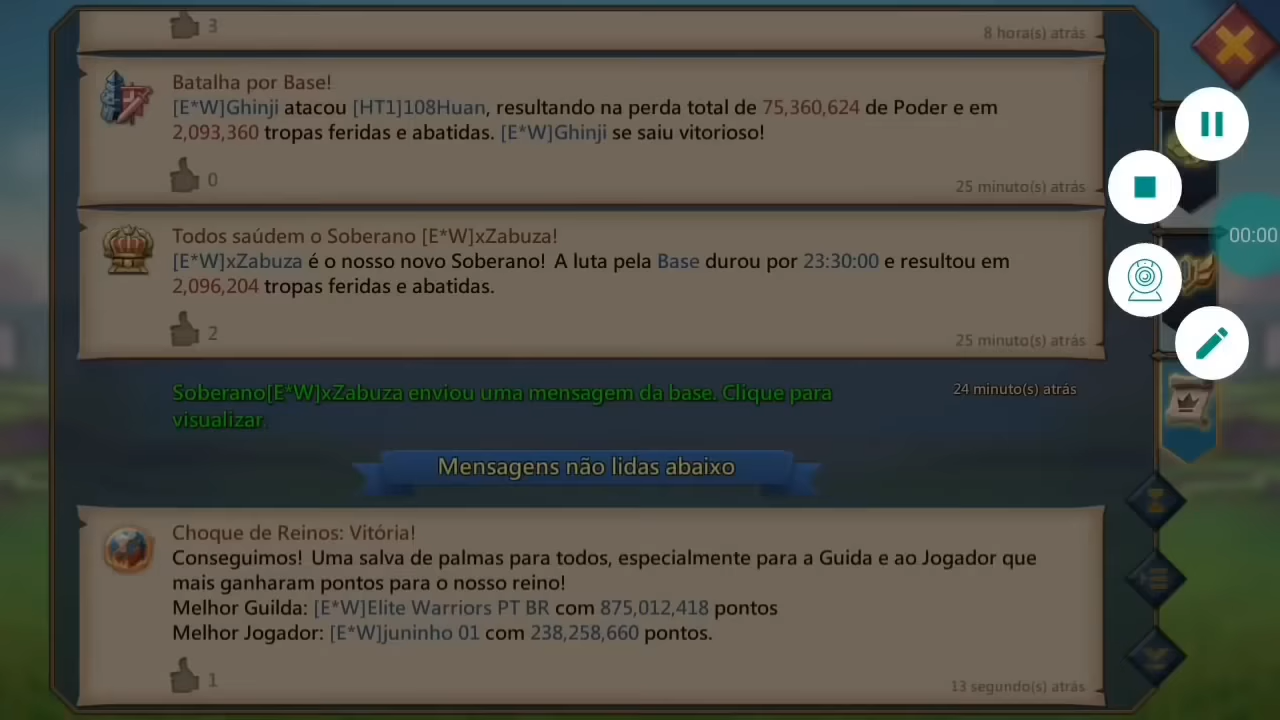 3
8 hora(s) atrás
Batalha por Base!
[E*W]Ghinji atacou [HT1]108Huan, resultando na perda total de 75,360,624 de Poder e em
2,093,360 tropas feridas e abatidas. [E*W]Ghinji se saiu vitorioso!
0
25 minuto(s) atrás
00:00
Todos saúdem o Soberano [E*W]xZabuza!
[E*W]xZabuza é o nosso novo Soberano! A luta pela Base durou por 23:30:00 e resultou em
2,096,204 tropas feridas e abatidas.
2
25 minuto(s) atrás
Soberano[E*W]xZabuza enviou uma mensagem da base. Clique para
visualizar.
24 minuto(s) atrás
Mensagens não lidas abaixo
Choque de Reinos: Vitória!
Conseguimos! Uma salva de palmas para todos, especialmente para a Guida e ao Jogador que
mais ganharam pontos para o nosso reino!
Melhor Guilda: [E*W]Elite Warriors PT BR com 875,012,418 pontos
Melhor Jogador: [E*W]juninho 01 com 238,258,660 pontos.
1
13 segundo(s) atrás